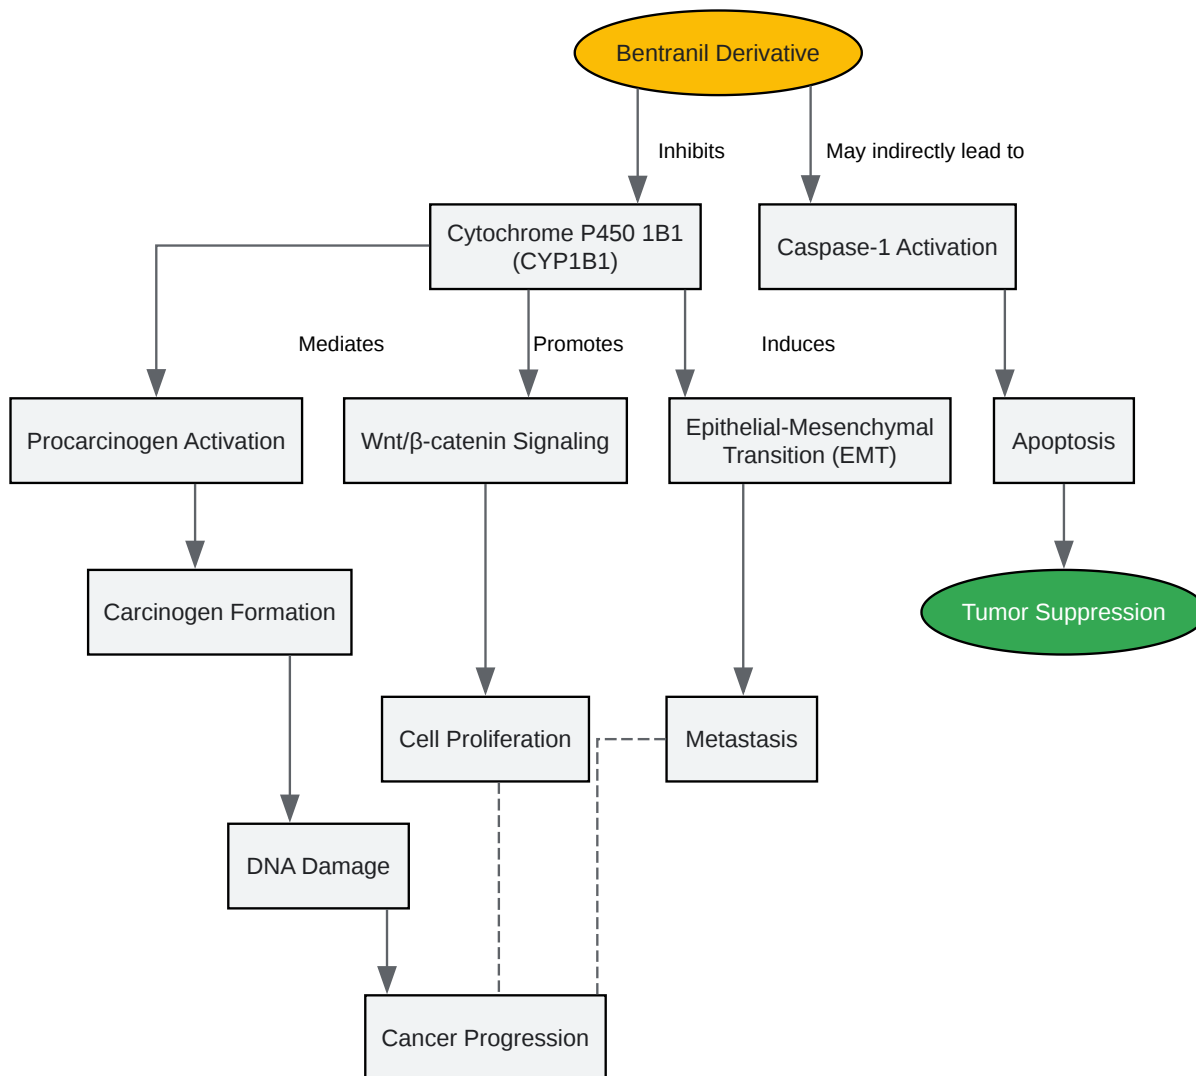 Bentranil Derivative
Inhibits
May indirectly lead to
Cytochrome P450 1B1
(CYP1B1)
Caspase-1 Activation
Mediates
Promotes
Induces
Procarcinogen Activation
Wnt/β-catenin Signaling
Epithelial-Mesenchymal
Transition (EMT)
Apoptosis
Carcinogen Formation
Tumor Suppression
Cell Proliferation
Metastasis
DNA Damage
Cancer Progression